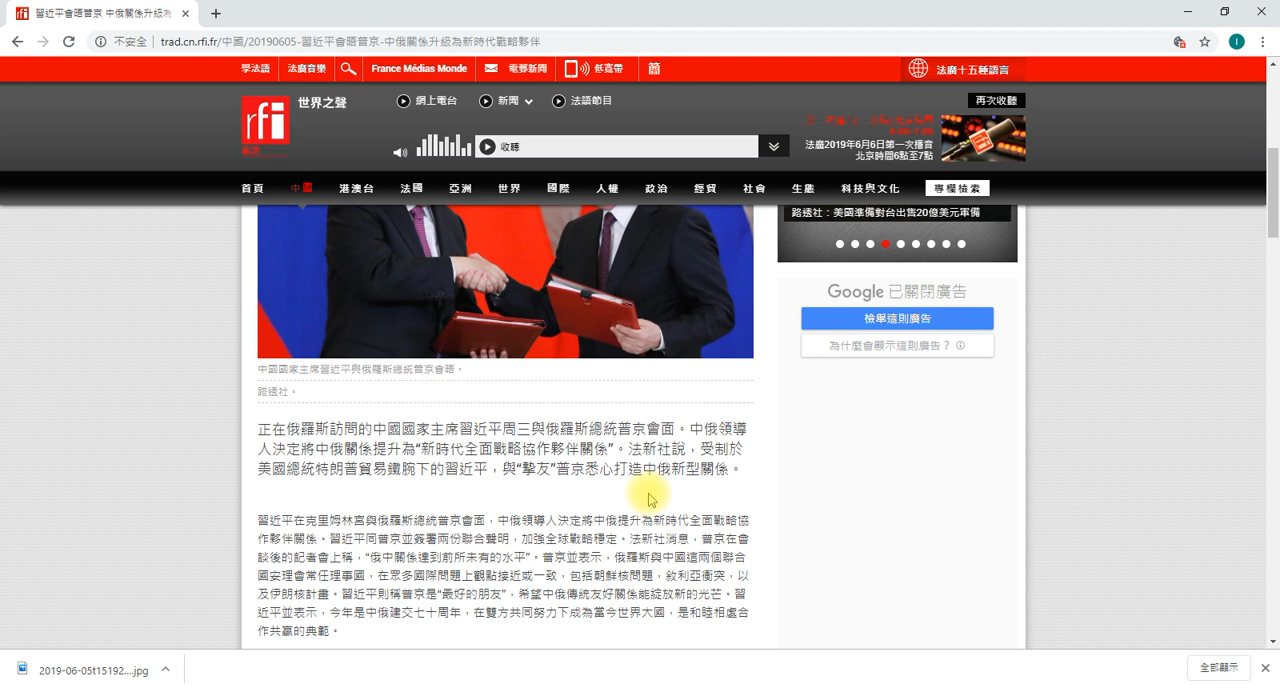 習近平會晤普京 中俄關係升級為
不安全 | trad.cn.rfi.fr/中國/20190605-習近平會晤普京-中俄關係升級為新時代戰略夥伴
學法語 法廣音樂 France Médias Monde 電郵新聞 低寬帶 簡 法廣十五種語言
rfi 世界之聲 網上電台 新聞 法語節目 再次收聽
收聽
法廣2019年6月6日第一次播音
北京時間6點至7點
首頁 中國 港澳台 法國 亞洲 世界 國際 人權 政治 經貿 社會 生態 科技與文化 專欄檢索
路透社：美國準備對台出售20億美元軍備
Google 已關閉廣告
檢舉這則廣告
為什麼會顯示這則廣告？
中國國家主席習近平與俄羅斯總統普京會晤。
路透社。
正在俄羅斯訪問的中國國家主席習近平周三與俄羅斯總統普京會面。中俄領導
人決定將中俄關係提升為“新時代全面戰略協作夥伴關係”。法新社說，受制於
美國總統特朗普貿易鐵腕下的習近平，與“摯友”普京悉心打造中俄新型關係。
習近平在克里姆林宮與俄羅斯總統普京會面，中俄領導人決定將中俄提升為新時代全面戰略協
作夥伴關係。習近平同普京並簽署兩份聯合聲明，加強全球戰略穩定。法新社消息，普京在會
談後的記者會上稱，“俄中關係達到前所未有的水平”。普京並表示，俄羅斯與中國這兩個聯合
國安理會常任理事國，在眾多國際問題上觀點接近或一致，包括朝鮮核問題，敘利亞衝突，以
及伊朗核計畫。習近平則稱普京是“最好的朋友”，希望中俄傳統友好關係能綻放新的光芒。習
近平並表示，今年是中俄建交七十周年，在雙方共同努力下成為當今世界大國，是和睦相處合
作共贏的典範。
2019-06-05t15192....jpg 全部顯示